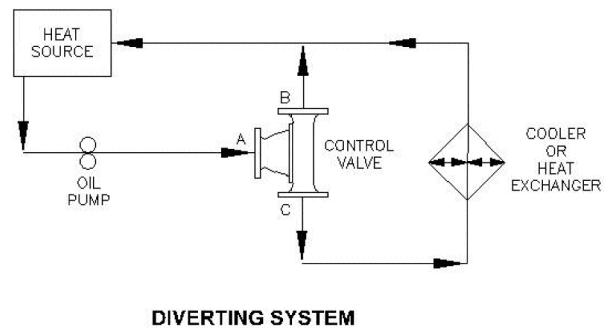 HEAT
SOURCE
B
A
CONTROL
VALVE
COOLER
OR
HEAT
EXCHANGER
OIL
PUMP
C
DIVERTING SYSTEM